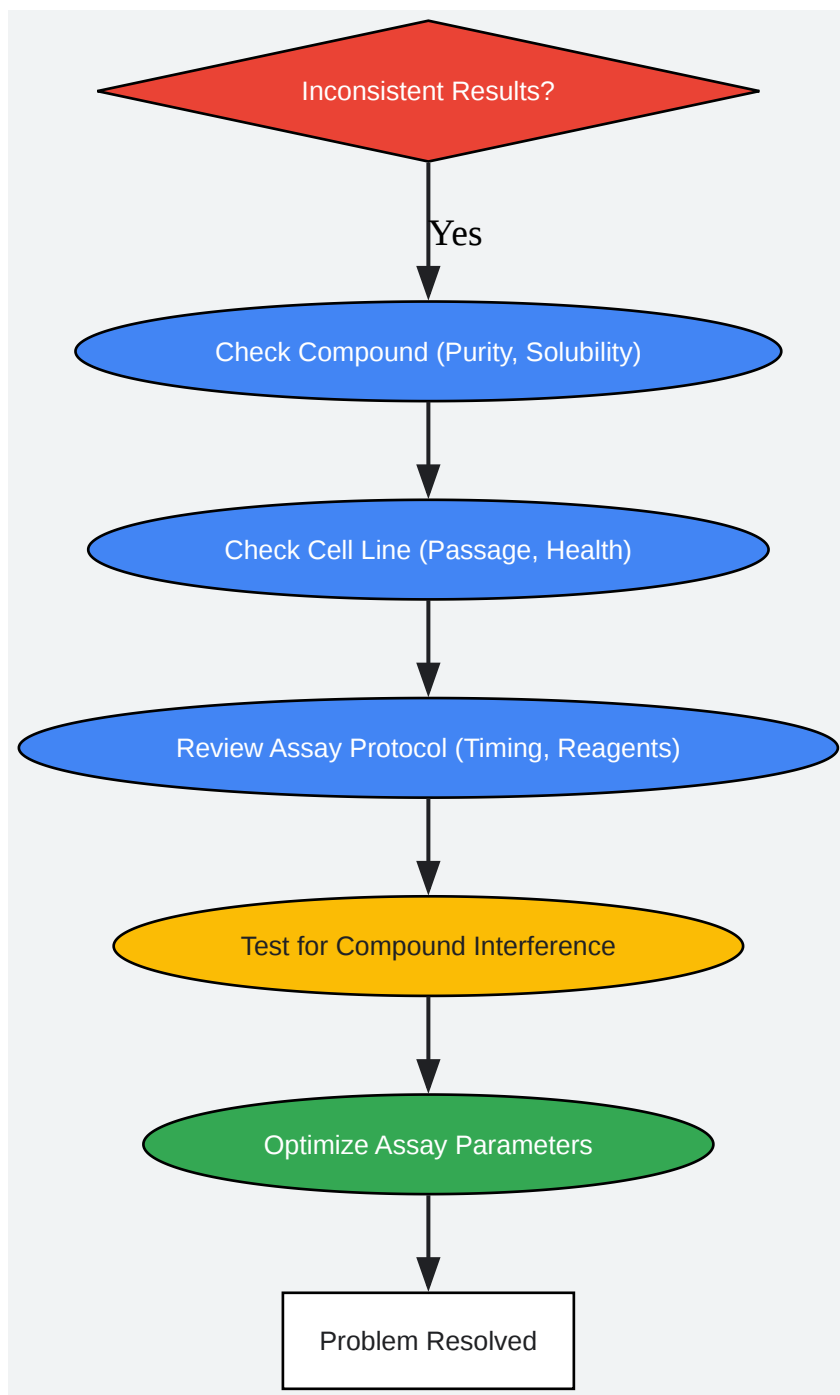 Inconsistent Results?
Yes
Check Compound (Purity, Solubility)
Check Cell Line (Passage, Health)
Review Assay Protocol (Timing, Reagents)
Test for Compound Interference
Optimize Assay Parameters
Problem Resolved